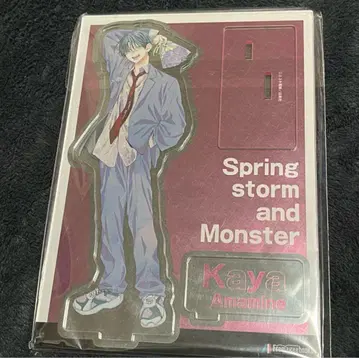 Spring
storm
and
Monster
Kaya